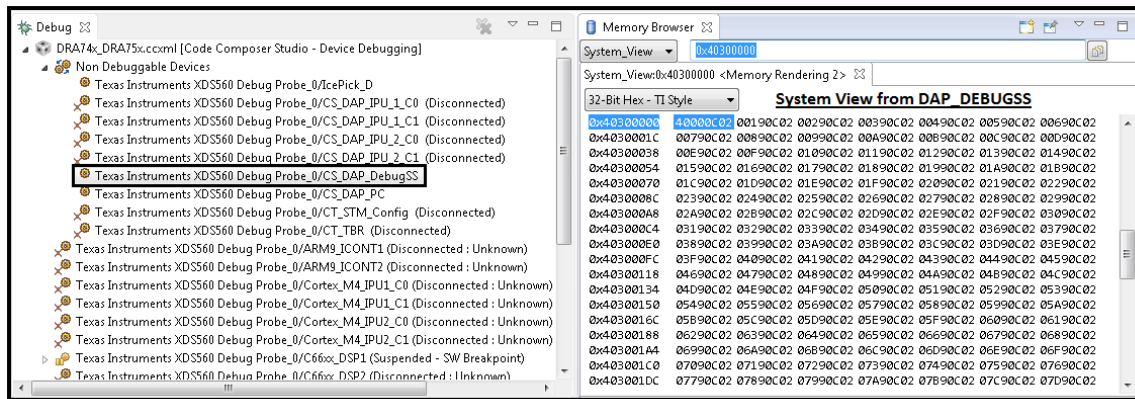 Debug
DRA74x_DRA75x.ccxml [Code Composer Studio - Device Debugging]
Non Debuggable Devices
Texas Instruments XDS560 Debug Probe_0/IcePick_D
Texas Instruments XDS560 Debug Probe_0/CS_DAP_IPU_1_C0 (Disconnected)
Texas Instruments XDS560 Debug Probe_0/CS_DAP_IPU_1_C1 (Disconnected)
Texas Instruments XDS560 Debug Probe_0/CS_DAP_IPU_2_C0 (Disconnected)
Texas Instruments XDS560 Debug Probe_0/CS_DAP_IPU_2_C1 (Disconnected)
Texas Instruments XDS560 Debug Probe_0/CS_DAP_DebugSS
Texas Instruments XDS560 Debug Probe_0/CS_DAP_PC
Texas Instruments XDS560 Debug Probe_0/CT_STM_Config (Disconnected)
Texas Instruments XDS560 Debug Probe_0/CT_TBR (Disconnected)
Texas Instruments XDS560 Debug Probe_0/ARM9_ICONT1 (Disconnected : Unknown)
Texas Instruments XDS560 Debug Probe_0/ARM9_ICONT2 (Disconnected : Unknown)
Texas Instruments XDS560 Debug Probe_0/Cortex_M4_IPU1_C0 (Disconnected : Unknown)
Texas Instruments XDS560 Debug Probe_0/Cortex_M4_IPU1_C1 (Disconnected : Unknown)
Texas Instruments XDS560 Debug Probe_0/Cortex_M4_IPU2_C0 (Disconnected : Unknown)
Texas Instruments XDS560 Debug Probe_0/Cortex_M4_IPU2_C1 (Disconnected : Unknown)
Texas Instruments XDS560 Debug Probe_0/C66xx_DSP1 (Suspended - SW Breakpoint)
Texas Instruments XDS560 Debug Probe_0/C66xx_DSP2 (Disconnected : Unknown)
Memory Browser
System_View 0x40300000
System_View:0x40300000 <Memory Rendering 2>
32-Bit Hex - TI Style System View from DAP_DEBUGSS
0x40300000 40000C02 00190C02 00290C02 00390C02 00490C02 00590C02 00690C02
0x4030001C 00790C02 00890C02 00990C02 00A90C02 00B90C02 00C90C02 00D90C02
0x40300038 00E90C02 00F90C02 01090C02 01190C02 01290C02 01390C02 01490C02
0x40300054 01590C02 01690C02 01790C02 01890C02 01990C02 01A90C02 01B90C02
0x40300070 01C90C02 01D90C02 01E90C02 01F90C02 02090C02 02190C02 02290C02
0x4030008C 02390C02 02490C02 02590C02 02690C02 02790C02 02890C02 02990C02
0x403000A8 02A90C02 02B90C02 02C90C02 02D90C02 02E90C02 02F90C02 03090C02
0x403000C4 03190C02 03290C02 03390C02 03490C02 03590C02 03690C02 03790C02
0x403000E0 03890C02 03990C02 03A90C02 03B90C02 03C90C02 03D90C02 03E90C02
0x403000FC 03F90C02 04090C02 04190C02 04290C02 04390C02 04490C02 04590C02
0x40300118 04690C02 04790C02 04890C02 04990C02 04A90C02 04B90C02 04C90C02
0x40300134 04D90C02 04E90C02 04F90C02 05090C02 05190C02 05290C02 05390C02
0x40300150 05490C02 05590C02 05690C02 05790C02 05890C02 05990C02 05A90C02
0x4030016C 05B90C02 05C90C02 05D90C02 05E90C02 05F90C02 06090C02 06190C02
0x40300188 06290C02 06390C02 06490C02 06590C02 06690C02 06790C02 06890C02
0x403001A4 06990C02 06A90C02 06B90C02 06C90C02 06D90C02 06E90C02 06F90C02
0x403001C0 07090C02 07190C02 07290C02 07390C02 07490C02 07590C02 07690C02
0x403001DC 07790C02 07890C02 07990C02 07A90C02 07B90C02 07C90C02 07D90C02